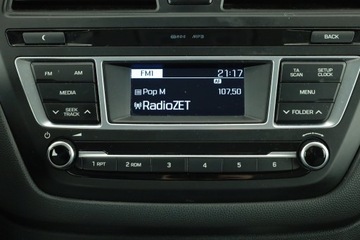 BACK
FM
AM
MEDIA
SEEK
TRACK
FM1
21:17
AF
Pop M
107.50
RadioZET
TA
SCAN
SETUP
CLOCK
MENU
FOLDER
1 RPT
2 RDM
3
4
5
6